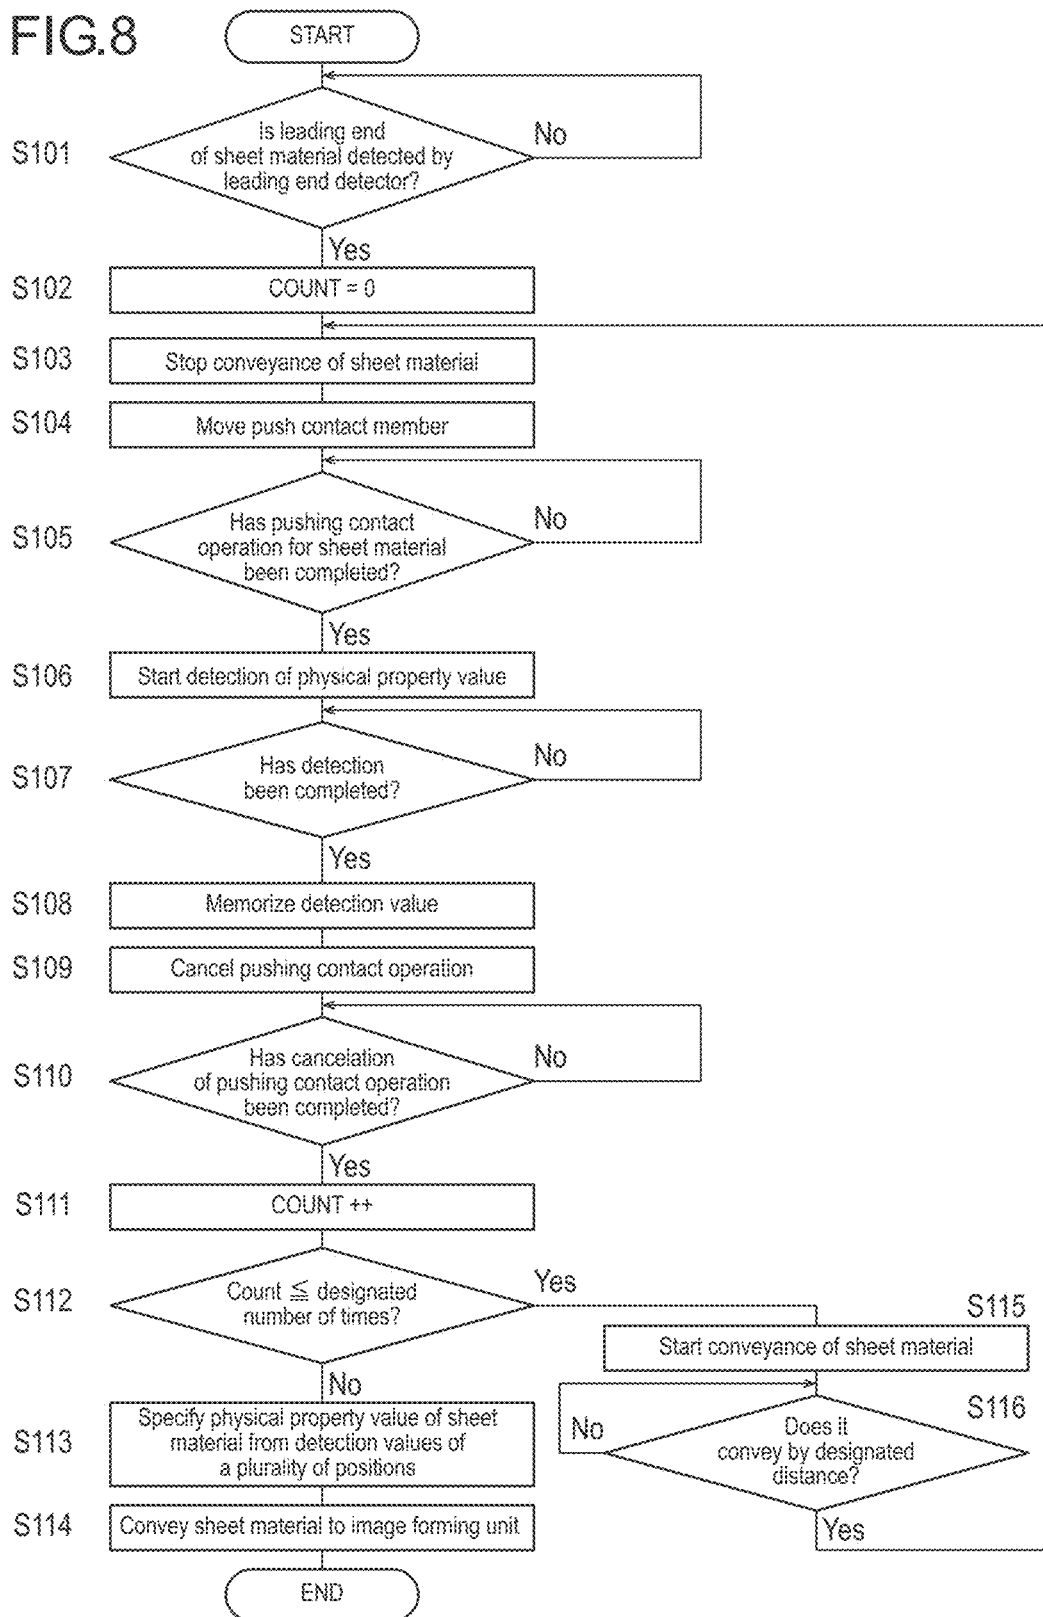 FIG.8
START
S101
Is leading end
of sheet material detected by
leading end detector?
No
Yes
S102
COUNT = 0
S103
Stop conveyance of sheet material
S104
Move push contact member
S105
Has pushing contact
operation for sheet material
been completed?
No
Yes
S106
Start detection of physical property value
S107
Has detection
been completed?
No
Yes
S108
Memorize detection value
S109
Cancel pushing contact operation
S110
Has cancelation
of pushing contact operation
been completed?
No
Yes
S111
COUNT ++
S112
Count ≦ designated
number of times?
Yes
No
S115
Start conveyance of sheet material
S116
Does it
convey by designated
distance?
No
Yes
S113
Specify physical property value of sheet
material from detection values of
a plurality of positions
S114
Convey sheet material to image forming unit
END